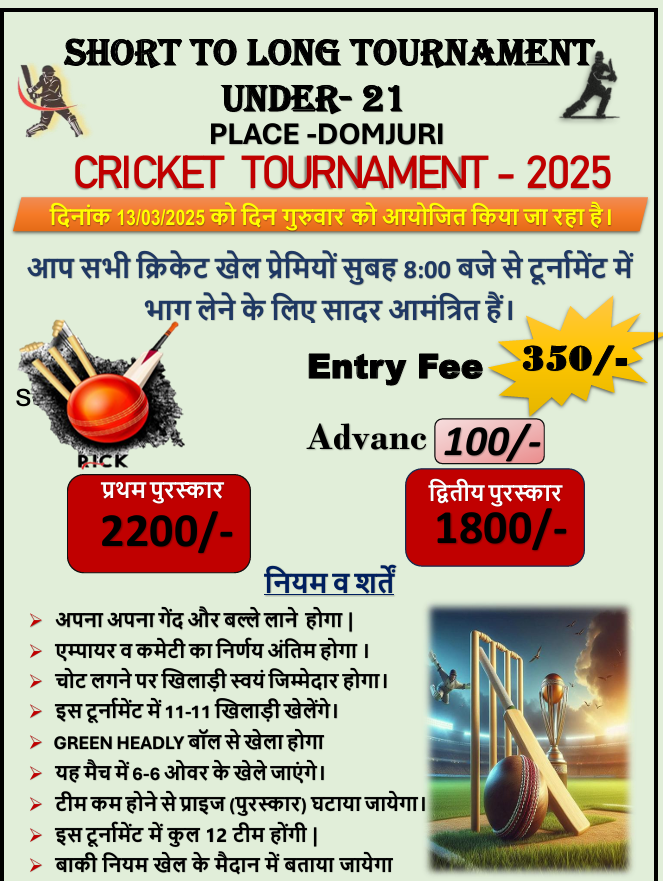 SHORT TO LONG TOURNAMENT
UNDER- 21
PLACE -DOMJURI
CRICKET TOURNAMENT - 2025
दिनांक 13/03/2025 को दिन गुरुवार को आयोजित किया जा रहा है।
आप सभी क्रिकेट खेल प्रेमियों सुबह 8:00 बजे से टूर्नामेंट में
भाग लेने के लिए सादर आमंत्रित हैं।
Entry Fee 350/-
S
RICK
Advanc 100/-
प्रथम पुरस्कार
2200/-
द्वितीय पुरस्कार
1800/-
नियम व शर्तें
अपना अपना गेंद और बल्ले लाने होगा |
एम्पायर व कमेटी का निर्णय अंतिम होगा ।
चोट लगने पर खिलाड़ी स्वयं जिम्मेदार होगा।
इस टूर्नामेंट में 11-11 खिलाड़ी खेलेंगे।
GREEN HEADLY बॉल से खेला होगा
यह मैच में 6-6 ओवर के खेले जाएंगे।
टीम कम होने से प्राइज (पुरस्कार) घटाया जायेगा।
इस टूर्नामेंट में कुल 12 टीम होंगी |
बाकी नियम खेल के मैदान में बताया जायेगा